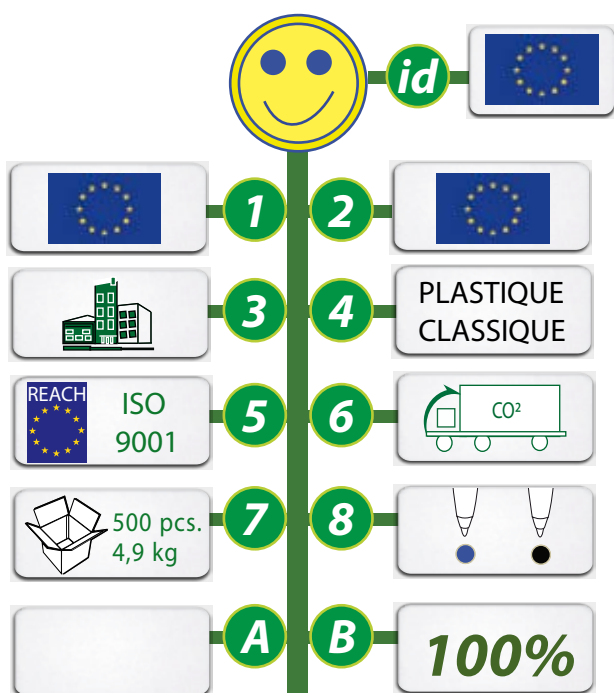 id
1
2
3
4
PLASTIQUE
CLASSIQUE
REACH
ISO
9001
5
6
CO²
500 pcs.
4,9 kg
7
8
A
B
100%